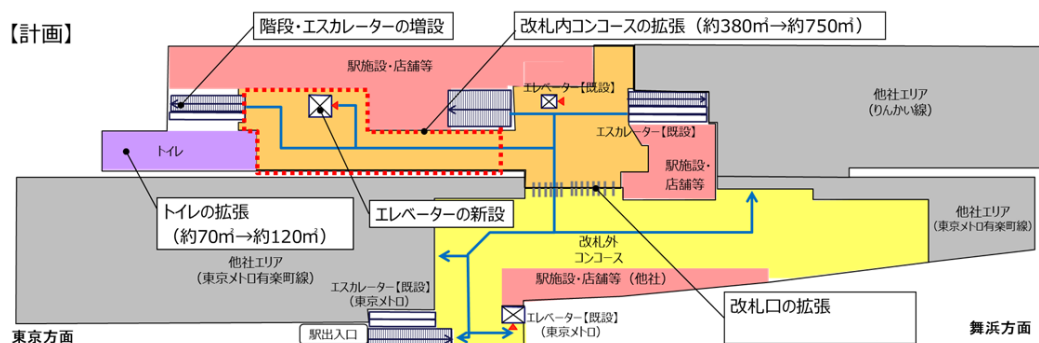 【計画】
階段・エスカレーターの増設
改札内コンコースの拡張（約380㎡→約750㎡）
駅施設・店舗等
エレベーター【既設】
他社エリア
（りんかい線）
エスカレーター【既設】
トイレ
駅施設・
店舗等
トイレの拡張
（約70㎡→約120㎡）
エレベーターの新設
他社エリア
（東京メトロ有楽町線）
改札外
コンコース
他社エリア
（東京メトロ有楽町線）
駅施設・店舗等（他社）
エスカレーター【既設】
（東京メトロ）
改札口の拡張
エレベーター【既設】
（東京メトロ）
駅出入口
東京方面
舞浜方面